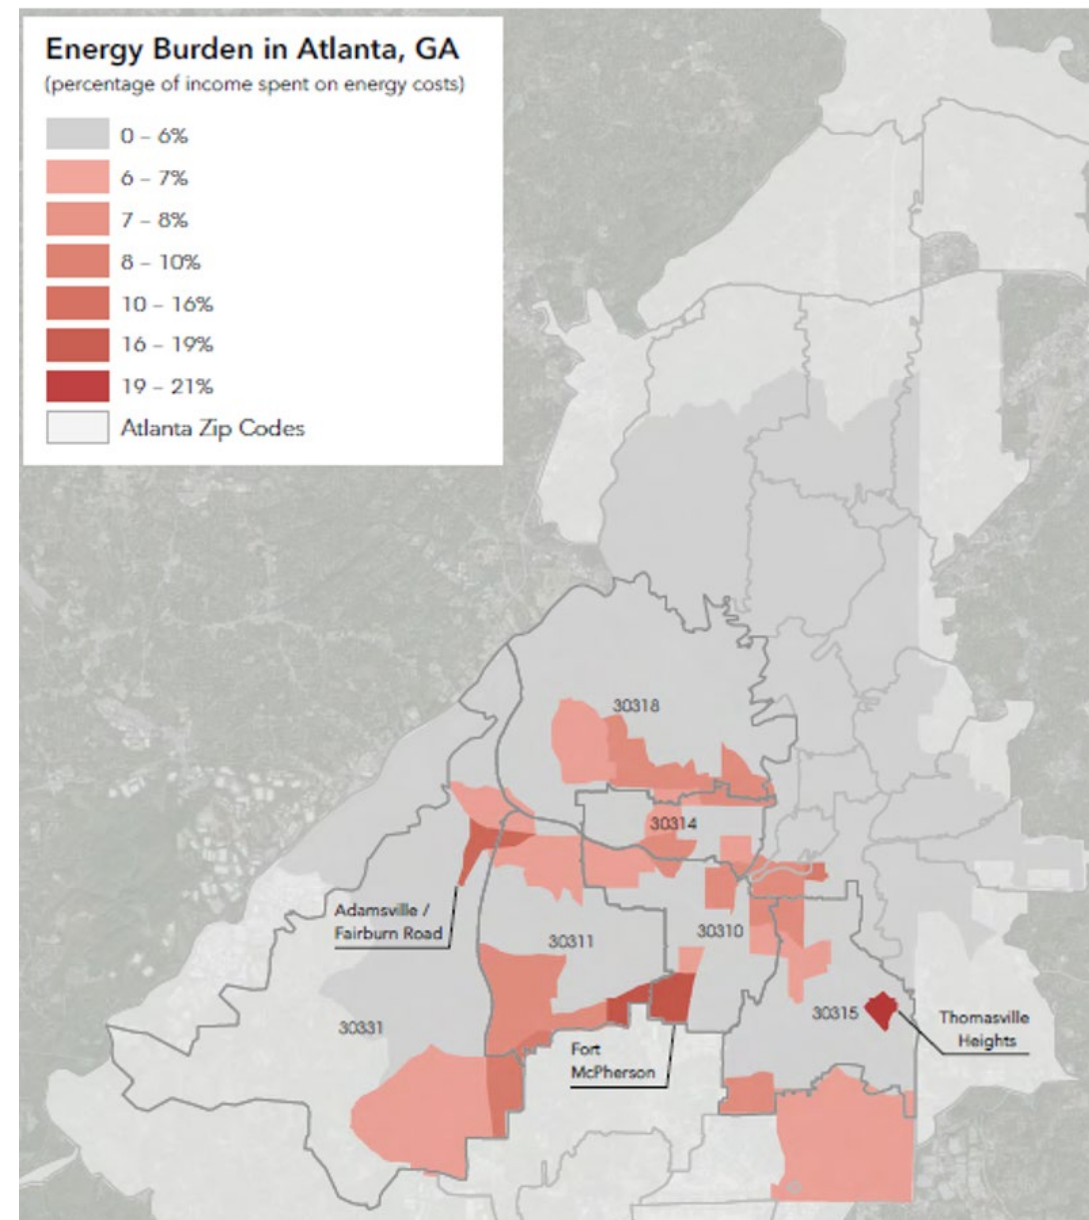 Energy Burden in Atlanta, GA
(percentage of income spent on energy costs)
0 – 6%
6 – 7%
7 – 8%
8 – 10%
10 – 16%
16 – 19%
19 – 21%
Atlanta Zip Codes
30318
30314
Adamsville /
Fairburn Road
30311
30310
30331
30315
Thomasville
Heights
Fort
McPherson